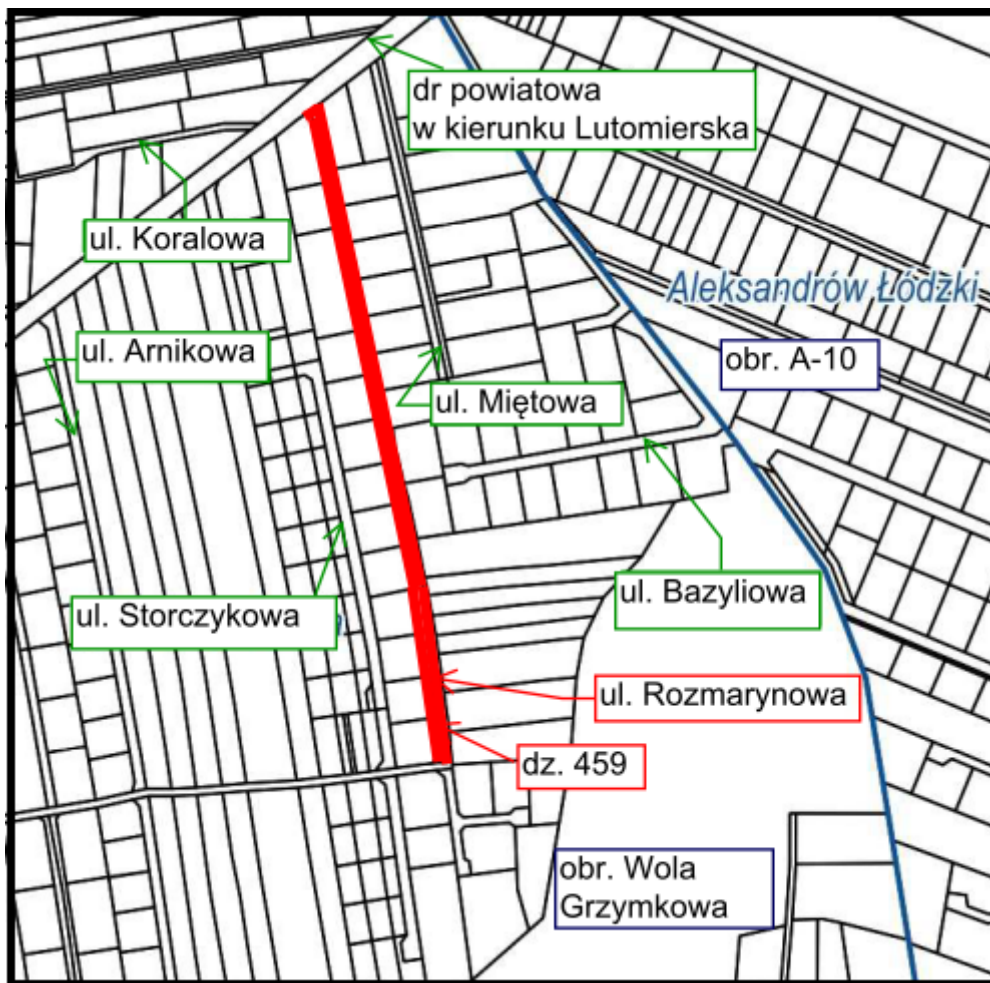 dr powiatowa
w kierunku Lutomierska
ul. Koralowa
Aleksandrów Łódzki
ul. Arnikowa
obr. A-10
ul. Miętowa
ul. Bazyliowa
ul. Storczykowa
ul. Rozmarynowa
dz. 459
obr. Wola
Grzymkowa